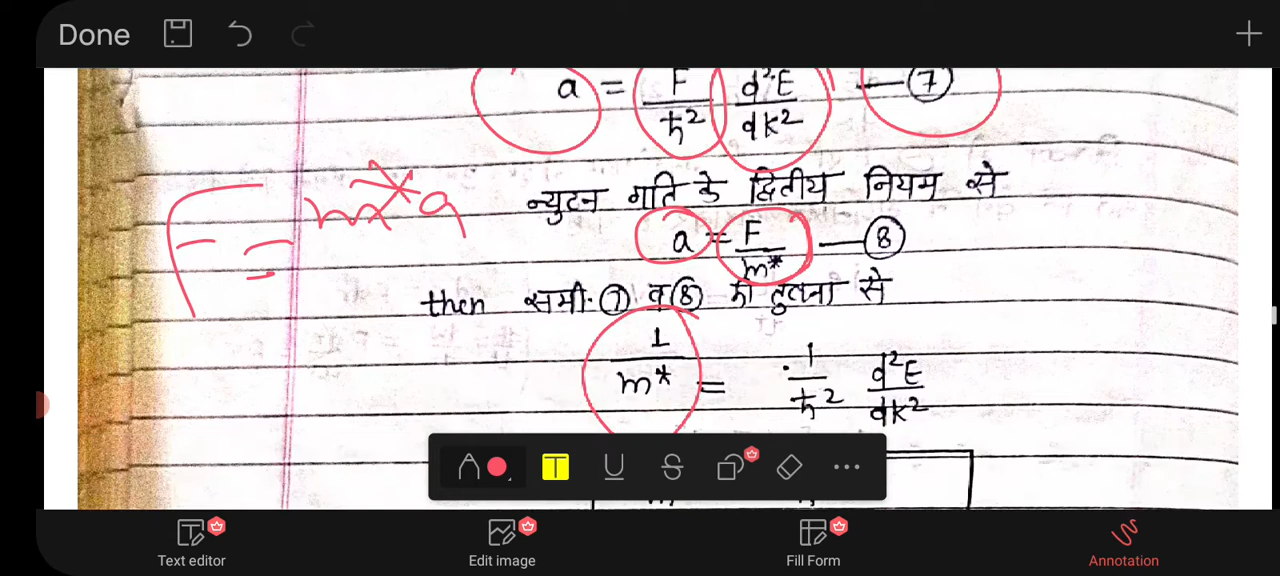 Done
a = F/ħ² d²E/dk² —⑦
F = m*a
न्युटन गति के द्वितीय नियम से
a = F/m* —⑧
then समी.⑦ व⑧ की तुलना से
1/m* = 1/ħ² d²E/dk²
T
U
S
Text editor
Edit image
Fill Form
Annotation